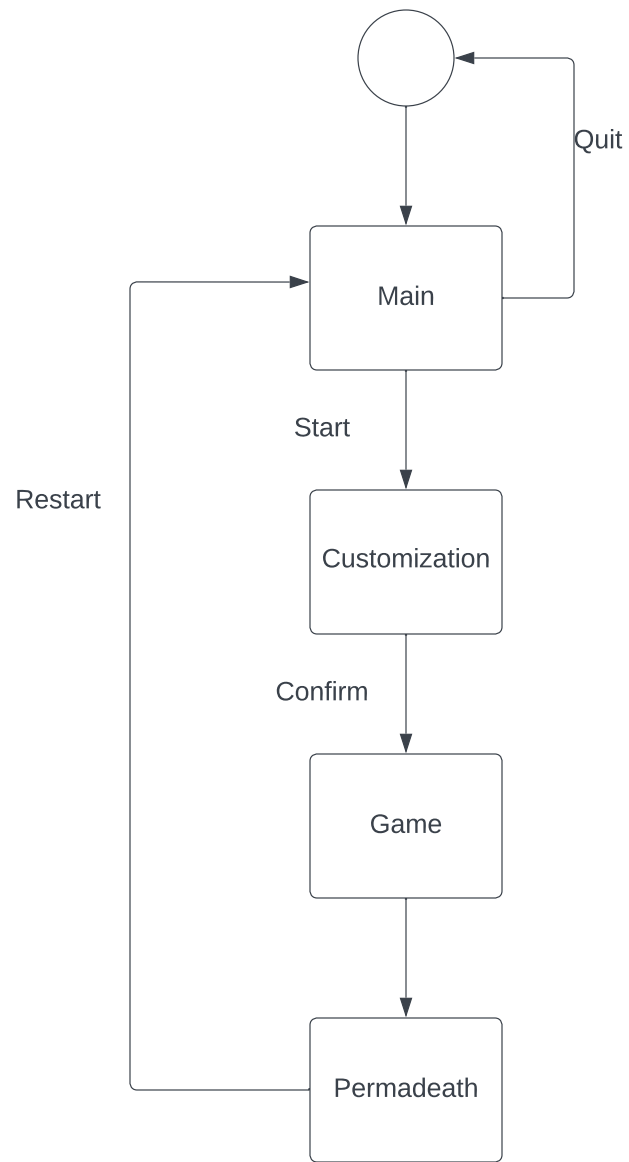 Quit
Main
Start
Restart
Customization
Confirm
Game
Permadeath